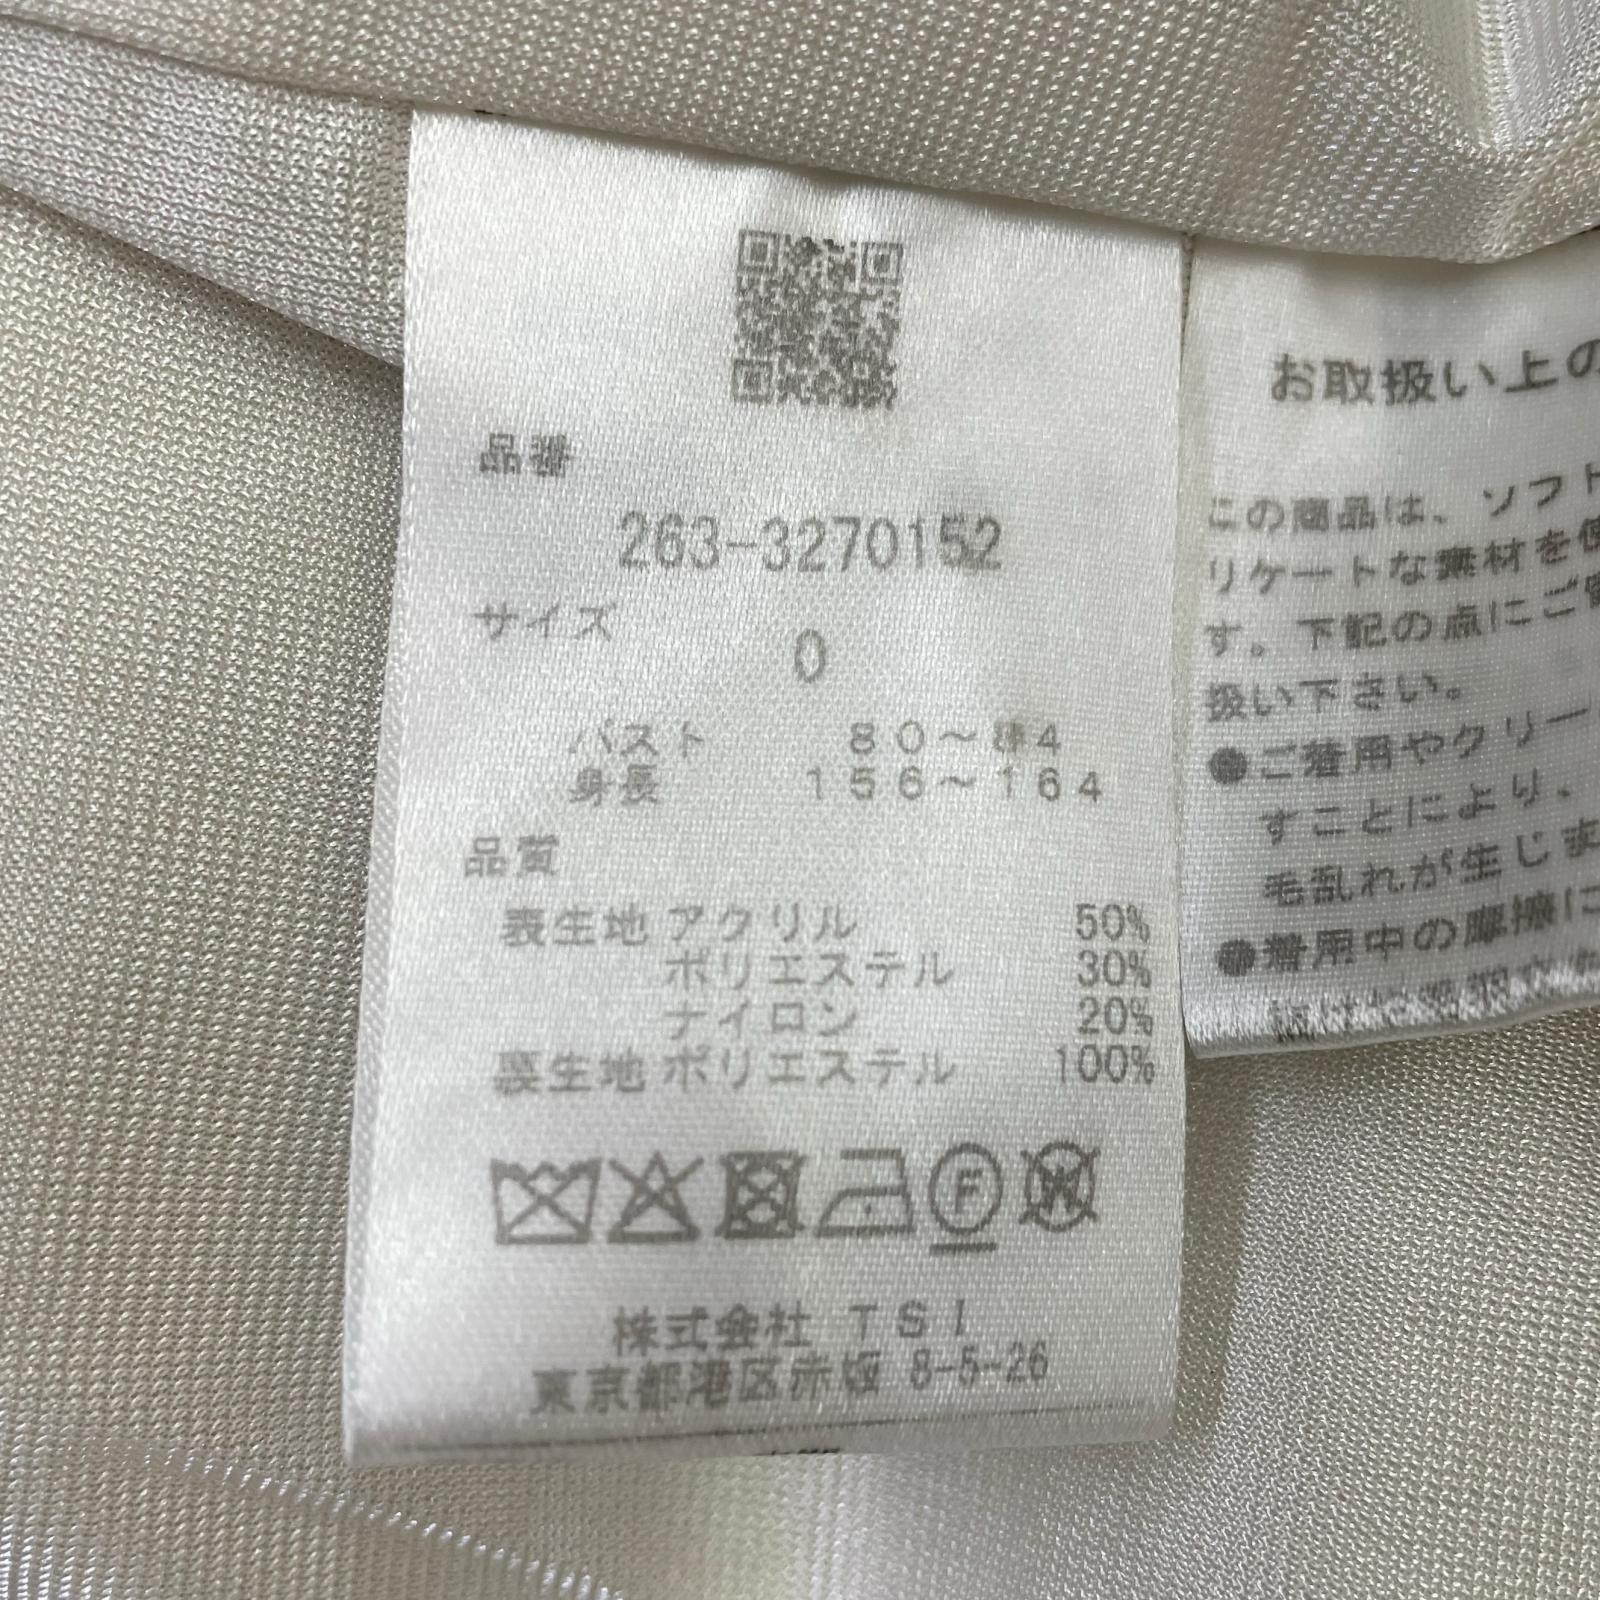 品番
263-3270152
サイズ
0
バスト 80～84
身長 156～164
品質
表生地 アクリル 50%
ポリエステル 30%
ナイロン 20%
裏生地 ポリエステル 100%
F
W
株式会社 TSI
東京都港区赤坂 8-5-26
お取扱い上の
この商品は、ソフト
リケートな素材を使
す。下記の点にご留
扱い下さい。
●ご着用やクリー
すことにより、
毛乱れが生じま
●着用中の摩擦に